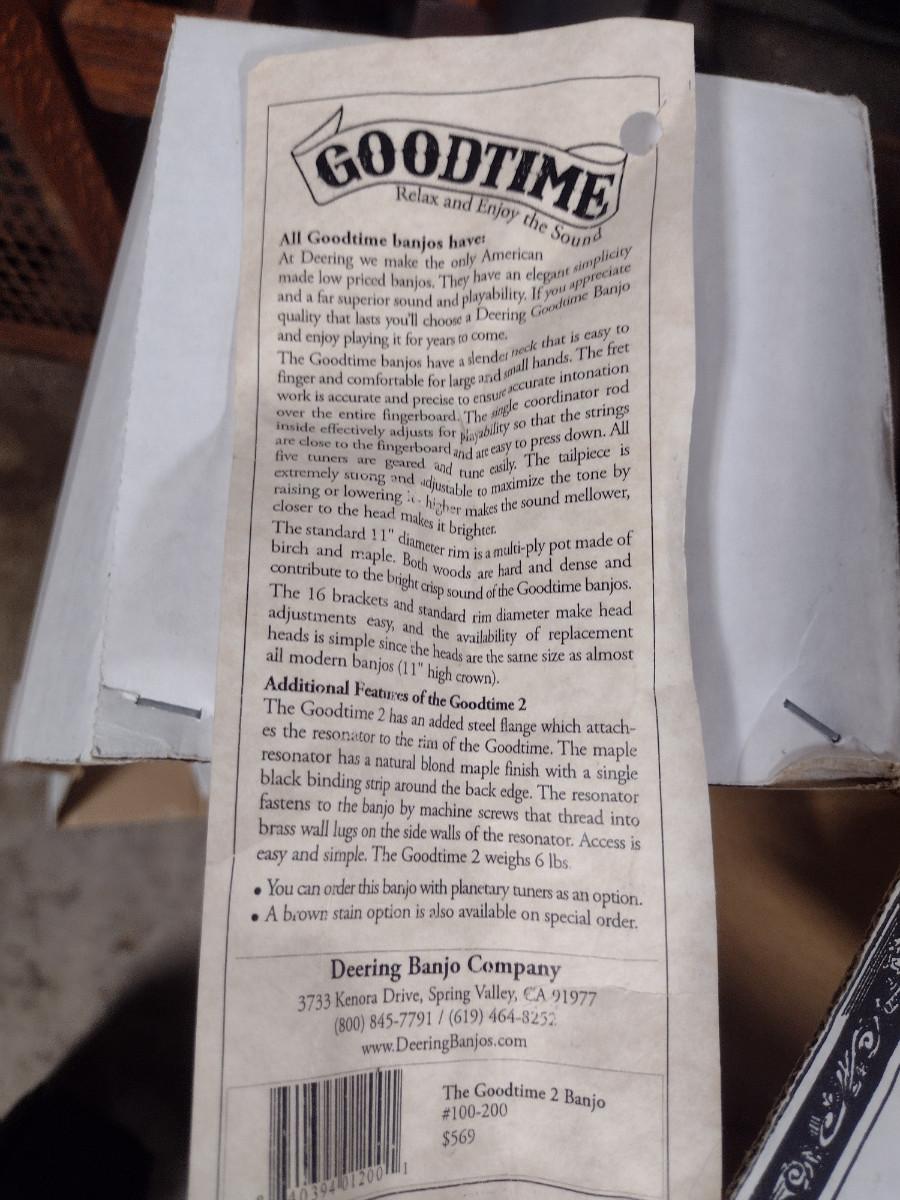 GOODTIME
Relax and Enjoy the Sound
All Goodtime banjos have:
At Deering we make the only American
made low priced banjos. They have an elegant simplicity
and a far superior sound and playability. If you appreciate
quality that lasts you'll choose a Deering Goodtime Banjo
and enjoy playing it for years to come.
The Goodtime banjos have a slender neck that is easy to
finger and comfortable for large and small hands. The fret
work is accurate and precise to ensure accurate intonation
over the entire fingerboard. The single coordinator rod
inside effectively adjusts for playability so that the strings
are close to the fingerboard and are easy to press down. All
five tuners are geared and tune easily. The tailpiece is
extremely strong and adjustable to maximize the tone by
raising or lowering higher makes the sound mellower,
closer to the head makes it brighter.
The standard 11" diameter rim is a multi-ply pot made of
birch and maple. Both woods are hard and dense and
contribute to the bright crisp sound of the Goodtime banjos.
The 16 brackets and standard rim diameter make head
adjustments easy, and the availability of replacement
heads is simple since the heads are the same size as almost
all modern banjos (11" high crown).
Additional Features of the Goodtime 2
The Goodtime 2 has an added steel flange which attach-
es the resonator to the rim of the Goodtime. The maple
resonator has a natural blond maple finish with a single
black binding strip around the back edge. The resonator
fastens to the banjo by machine screws that thread into
brass wall lugs on the side walls of the resonator. Access is
easy and simple. The Goodtime 2 weighs 6 lbs.
• You can order this banjo with planetary tuners as an option.
• A brown stain option is also available on special order.
Deering Banjo Company
3733 Kenora Drive, Spring Valley, CA 91977
(800) 845-7791 / (619) 464-8252
www.DeeringBanjos.com
The Goodtime 2 Banjo
#100-200
$569
40394 01200 1